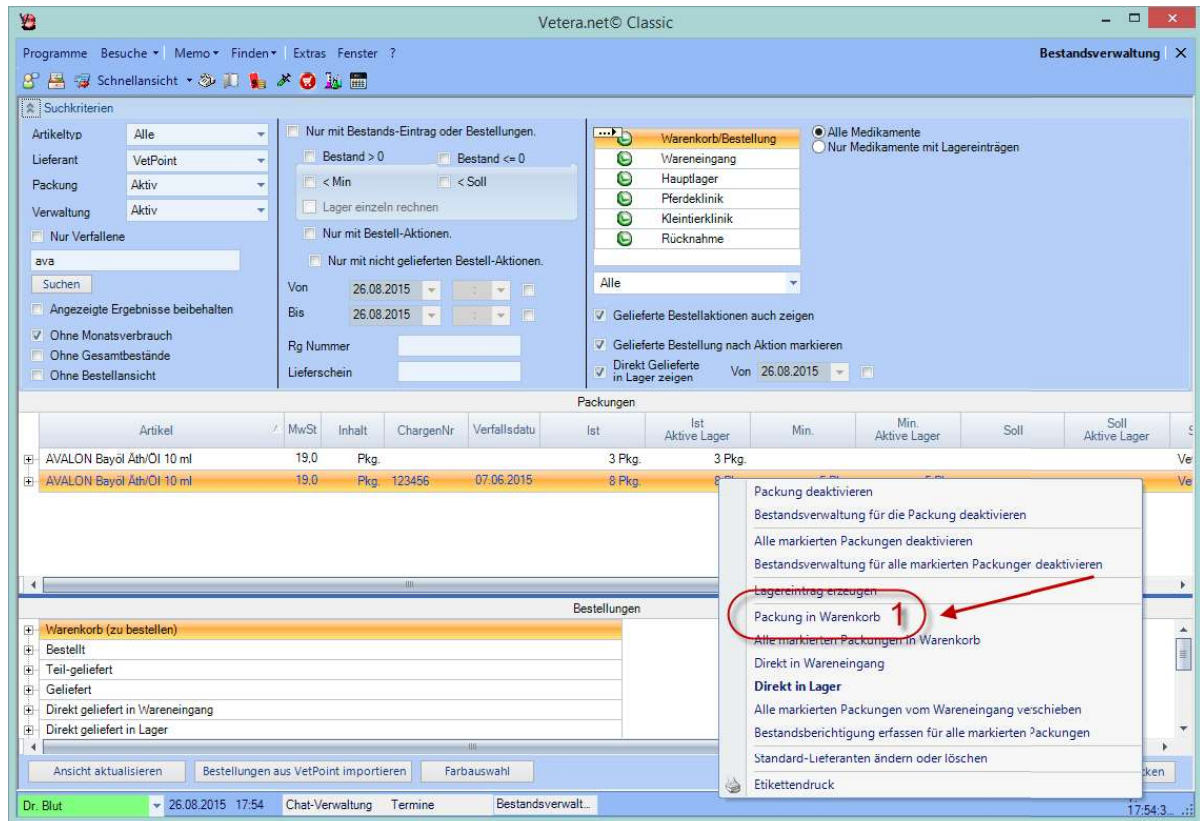 Vetera.net© Classic
Programme Besuche Memo Finden Extras Fenster ?
Bestandsverwaltung X
Schnellansicht
Suchkriterien
Artikeltyp Alle
Lieferant VetPoint
Packung Aktiv
Verwaltung Aktiv
Nur Verfallene
ava
Suchen
Angezeigte Ergebnisse beibehalten
Ohne Monatsverbrauch
Ohne Gesamtbestände
Ohne Bestellansicht
Nur mit Bestands-Eintrag oder Bestellungen.
Bestand > 0 Bestand <= 0
< Min < Soll
Lager einzeln rechnen
Nur mit Bestell-Aktionen.
Nur mit nicht gelieferten Bestell-Aktionen.
Von 26.08.2015 :
Bis 26.08.2015 :
Rg Nummer
Lieferschein
Warenkorb/Bestellung
Wareneingang
Hauptlager
Pferdeklinik
Kleintierklinik
Rücknahme
Alle
Alle Medikamente
Nur Medikamente mit Lagereinträgen
Gelieferte Bestellaktionen auch zeigen
Gelieferte Bestellung nach Aktion markieren
Direkt Gelieferte
in Lager zeigen Von 26.08.2015
Packungen
Artikel MwSt Inhalt ChargenNr Verfallsdatu Ist Ist Aktive Lager Min. Min. Aktive Lager Soll Soll Aktive Lager
AVALON Bayöl Äth/Öl 10 ml 19,0 Pkg. 3 Pkg. 3 Pkg. Ve
AVALON Bayöl Äth/Öl 10 ml 19,0 Pkg. 123456 07.06.2015 8 Pkg. Ve
Packung deaktivieren
Bestandsverwaltung für die Packung deaktivieren
Alle markierten Packungen deaktivieren
Bestandsverwaltung für alle markierten Packunger deaktivieren
Lagereintrag erzeugen
Packung in Warenkorb 1
Alle markierten Packungen in Warenkorb
Direkt in Wareneingang
Direkt in Lager
Alle markierten Packungen vom Wareneingang verschieben
Bestandsberichtigung erfassen für alle markierten Packungen
Standard-Lieferanten ändern oder löschen
Etikettendruck
Bestellungen
Warenkorb (zu bestellen)
Bestellt
Teil-geliefert
Geliefert
Direkt geliefert in Wareneingang
Direkt geliefert in Lager
Ansicht aktualisieren Bestellungen aus VetPoint importieren Farbauswahl cken
Dr. Blut 26.08.2015 17:54 Chat-Verwaltung Termine Bestandsverwalt... 17:54:3...